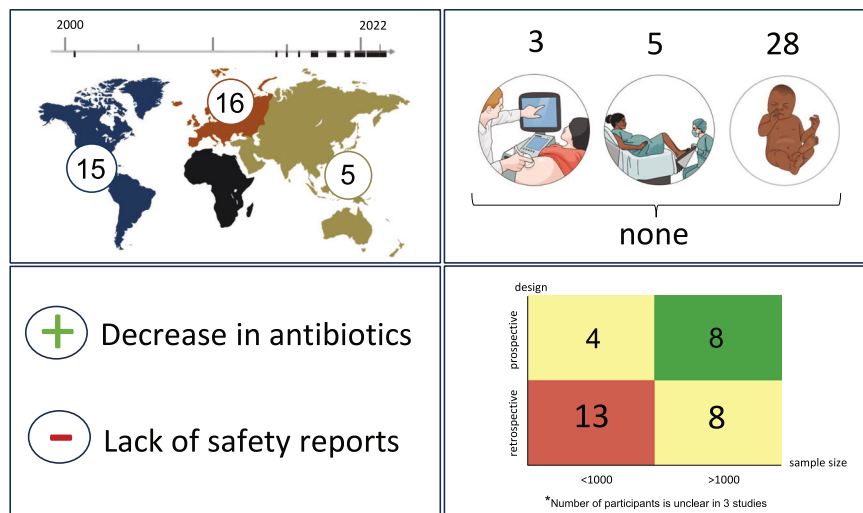 2000
2022
16
15
5
3
5
28
none
+ Decrease in antibiotics
- Lack of safety reports
design
prospective
4
8
retrospective
13
8
sample size
<1000
>1000
*Number of participants is unclear in 3 studies